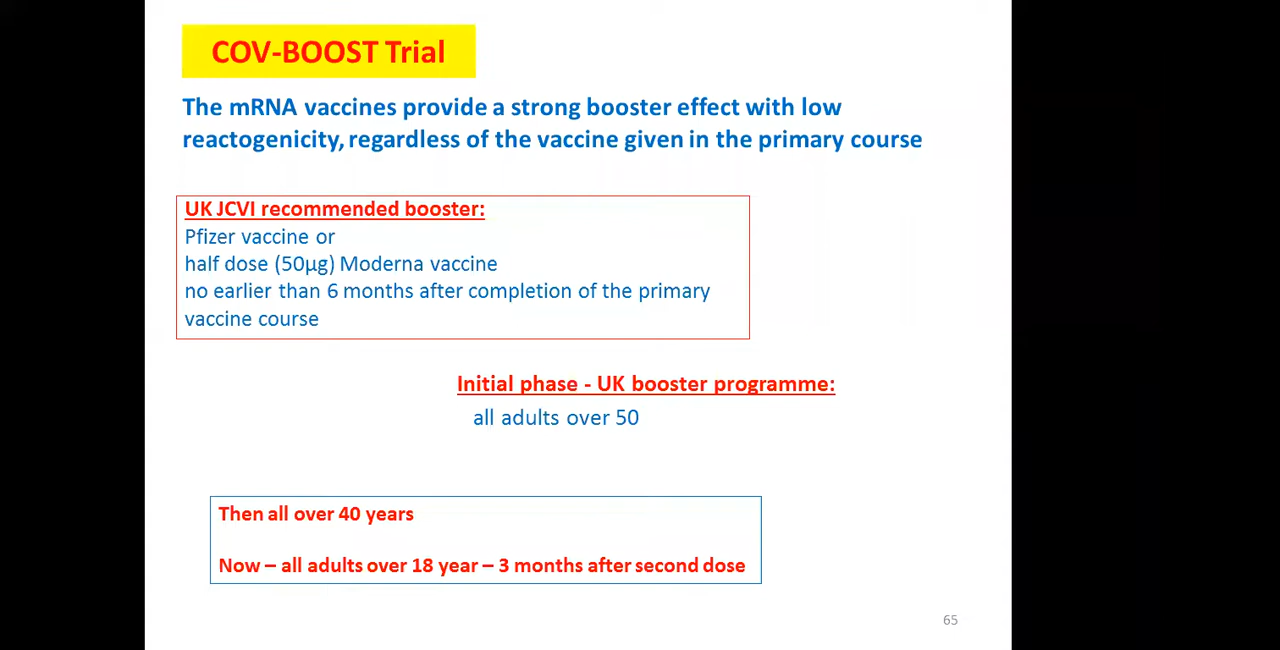 COV-BOOST Trial
The mRNA vaccines provide a strong booster effect with low
reactogenicity, regardless of the vaccine given in the primary course
UK JCVI recommended booster:
Pfizer vaccine or
half dose (50µg) Moderna vaccine
no earlier than 6 months after completion of the primary
vaccine course
Initial phase - UK booster programme:
all adults over 50
Then all over 40 years
Now – all adults over 18 year – 3 months after second dose
65